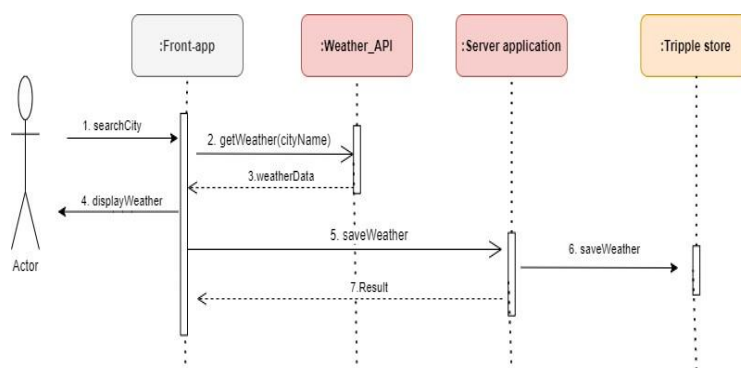 :Front-app
:Weather_API
:Server application
:Tripple store
1. searchCity
2. getWeather(cityName)
3.weatherData
4. displayWeather
5. saveWeather
6. saveWeather
7.Result
Actor